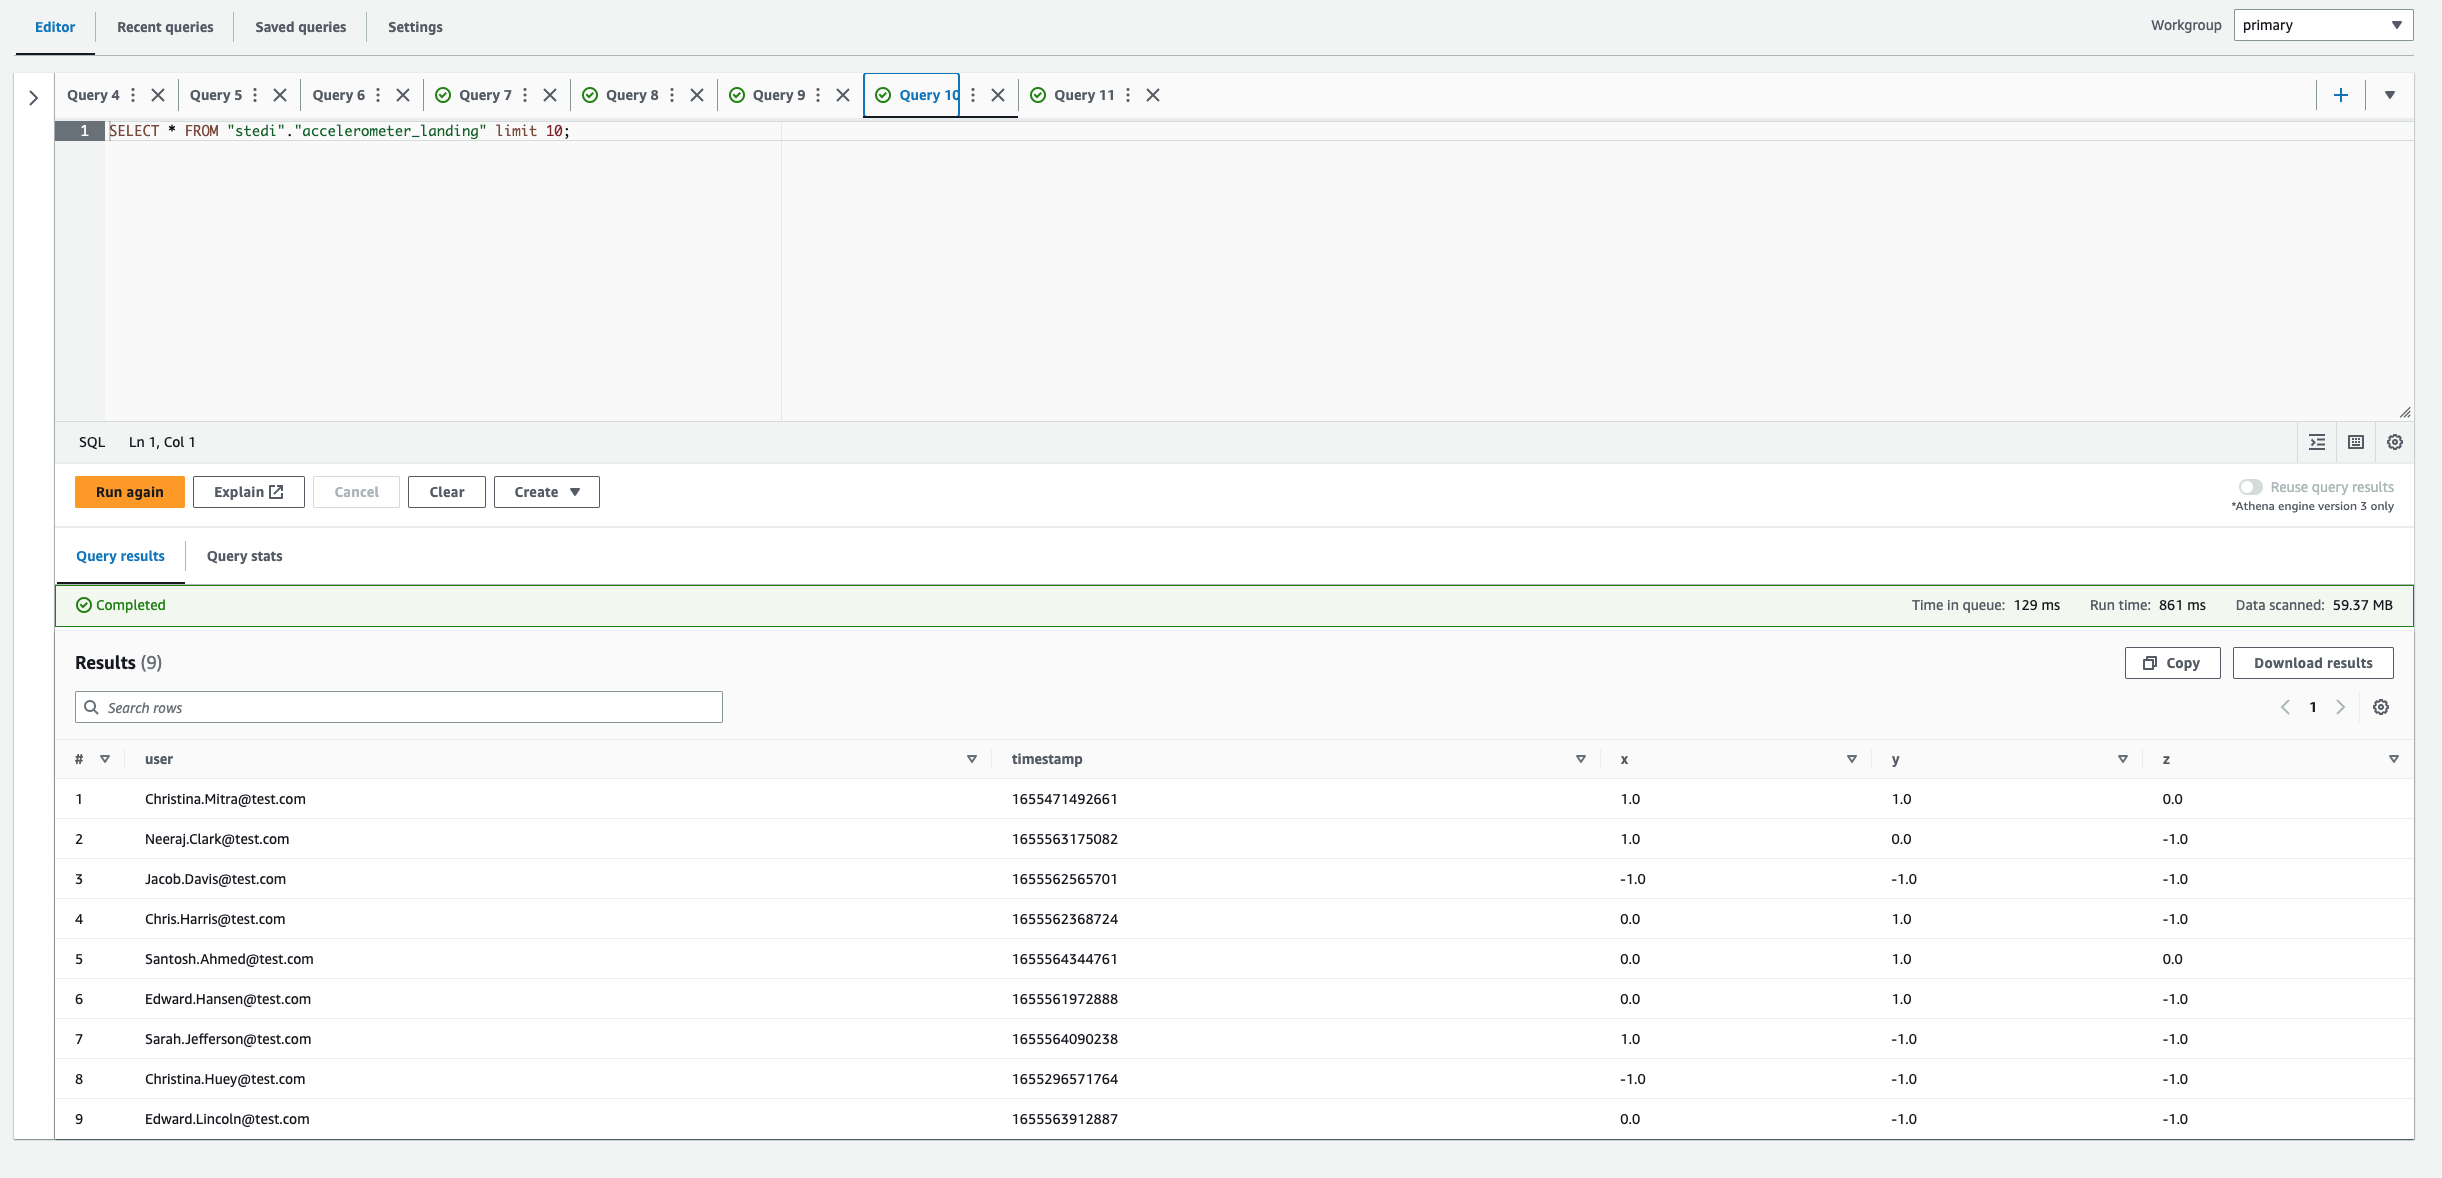 Editor Recent queries Saved queries Settings Workgroup primary
Query 4 Query 5 Query 6 Query 7 Query 8 Query 9 Query 10 Query 11
1 SELECT * FROM "stedi"."accelerometer_landing" limit 10;
SQL Ln 1, Col 1
Run again Explain Cancel Clear Create Reuse query results
*Athena engine version 3 only
Query results Query stats
Completed Time in queue: 129 ms Run time: 861 ms Data scanned: 59.37 MB
Results (9) Copy Download results
Search rows 1
# user timestamp x y z
1 Christina.Mitra@test.com 1655471492661 1.0 1.0 0.0
2 Neeraj.Clark@test.com 1655563175082 1.0 0.0 -1.0
3 Jacob.Davis@test.com 1655562565701 -1.0 -1.0 -1.0
4 Chris.Harris@test.com 1655562368724 0.0 1.0 -1.0
5 Santosh.Ahmed@test.com 1655564344761 0.0 1.0 0.0
6 Edward.Hansen@test.com 1655561972888 0.0 1.0 -1.0
7 Sarah.Jefferson@test.com 1655564090238 1.0 -1.0 -1.0
8 Christina.Huey@test.com 1655296571764 -1.0 -1.0 -1.0
9 Edward.Lincoln@test.com 1655563912887 0.0 -1.0 -1.0